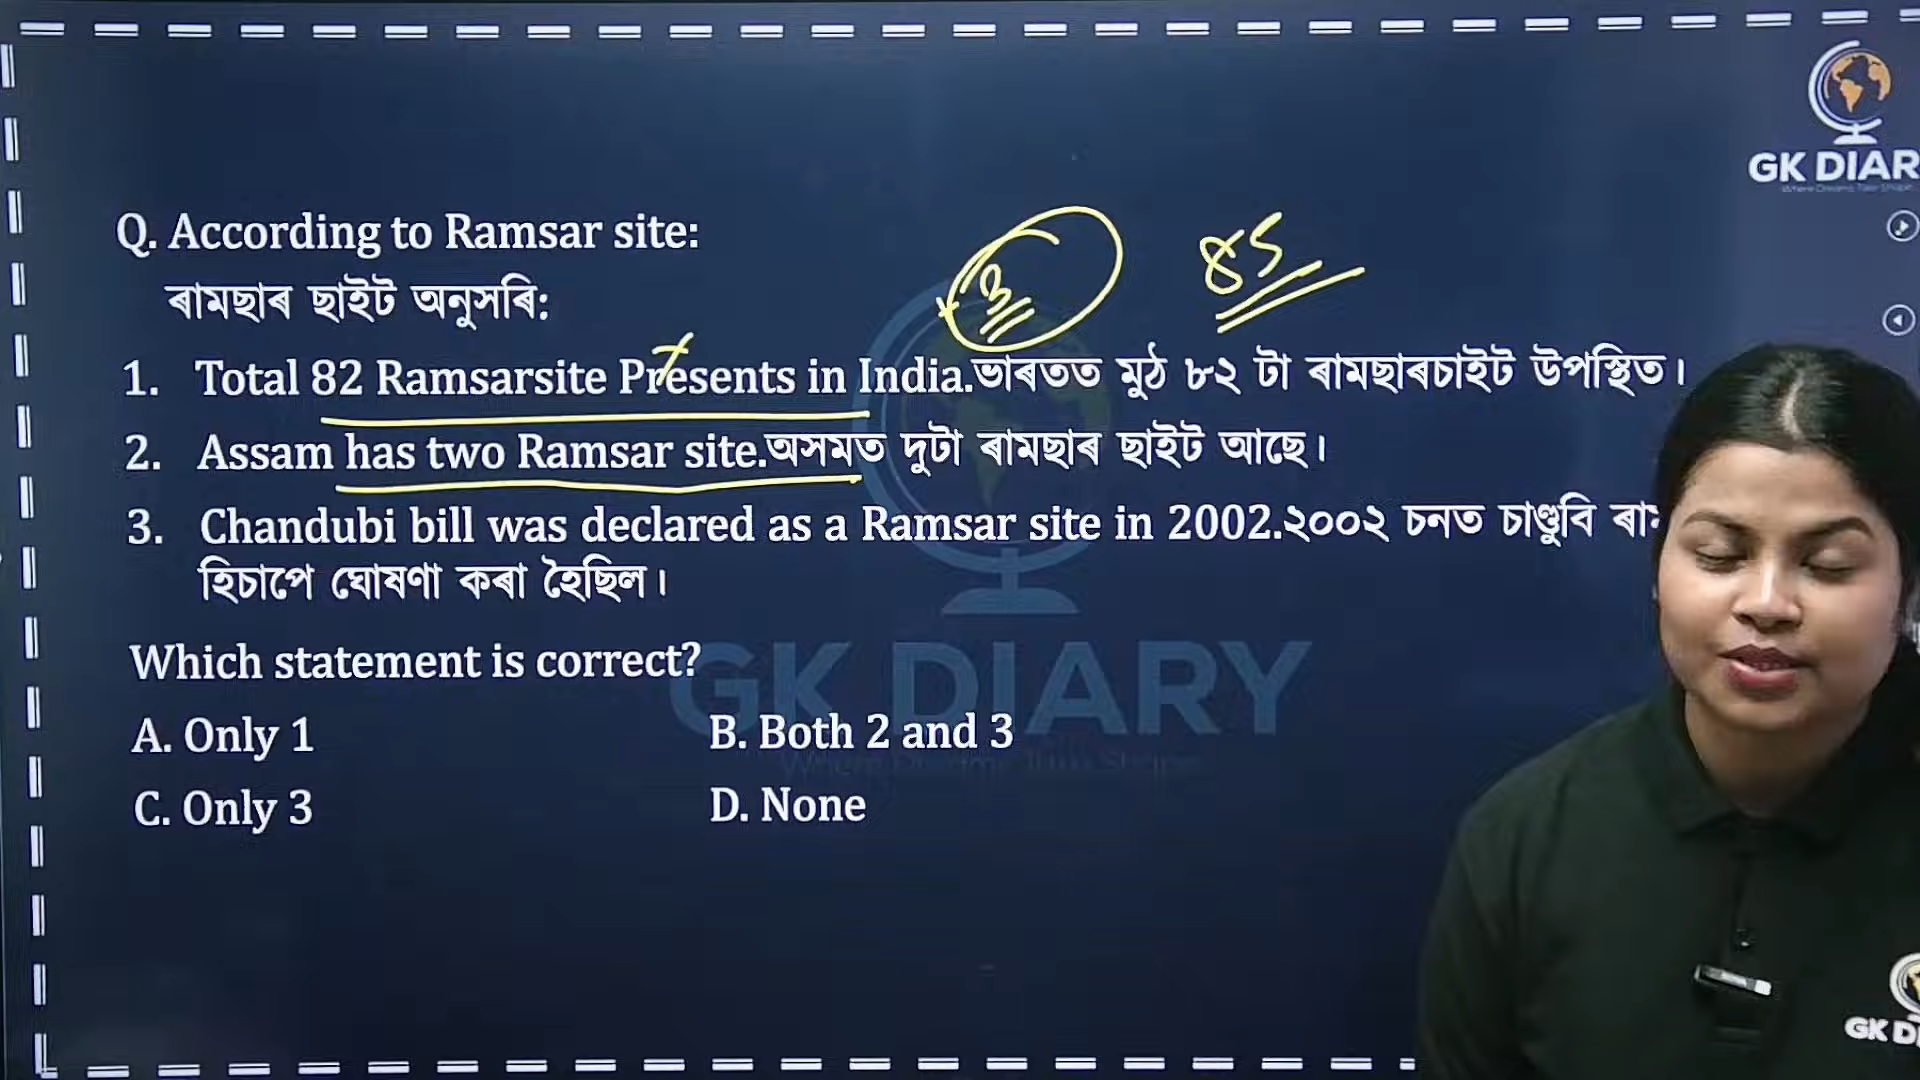 GK DIAR
Q. According to Ramsar site:
ৰামছাৰ ছাইট অনুসৰি:
85
1. Total 82 Ramsarsite Presents in India.ভাৰতত মুঠ ৮২ টা ৰামছাৰচাইট উপস্থিত।
2. Assam has two Ramsar site.অসমত দুটা ৰামছাৰ ছাইট আছে।
3. Chandubi bill was declared as a Ramsar site in 2002.২০০২ চনত চাণ্ডুবি
হিচাপে ঘোষণা কৰা হৈছিল।
Which statement is correct?
GK DIARY
A. Only 1
B. Both 2 and 3
C. Only 3
D. None
GK DI